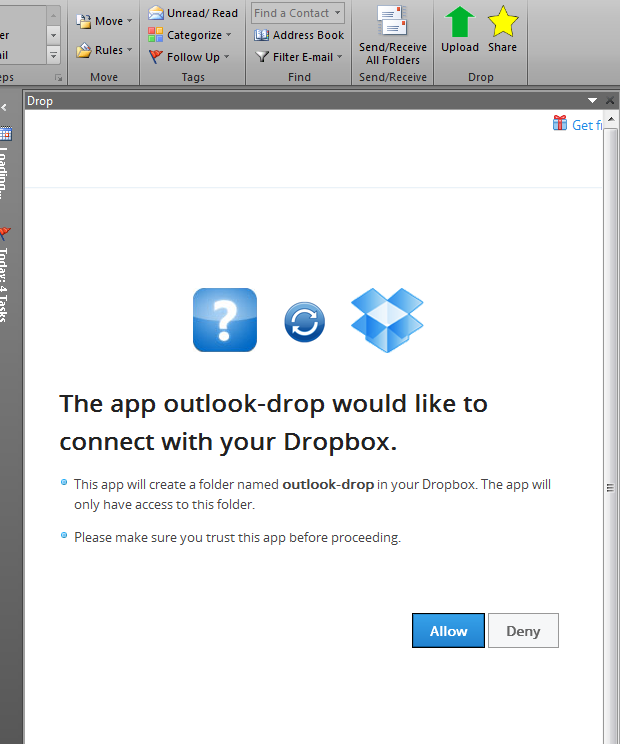 er
il
eps
Move
Rules
Move
Unread/ Read
Categorize
Follow Up
Tags
Find a Contact
Address Book
Filter E-mail
Find
Send/Receive
All Folders
Send/Receive
Upload
Share
Drop
Drop
Loading...
Today: 4 Tasks
Get f
?
The app outlook-drop would like to
connect with your Dropbox.
This app will create a folder named outlook-drop in your Dropbox. The app will
only have access to this folder.
Please make sure you trust this app before proceeding.
Allow
Deny